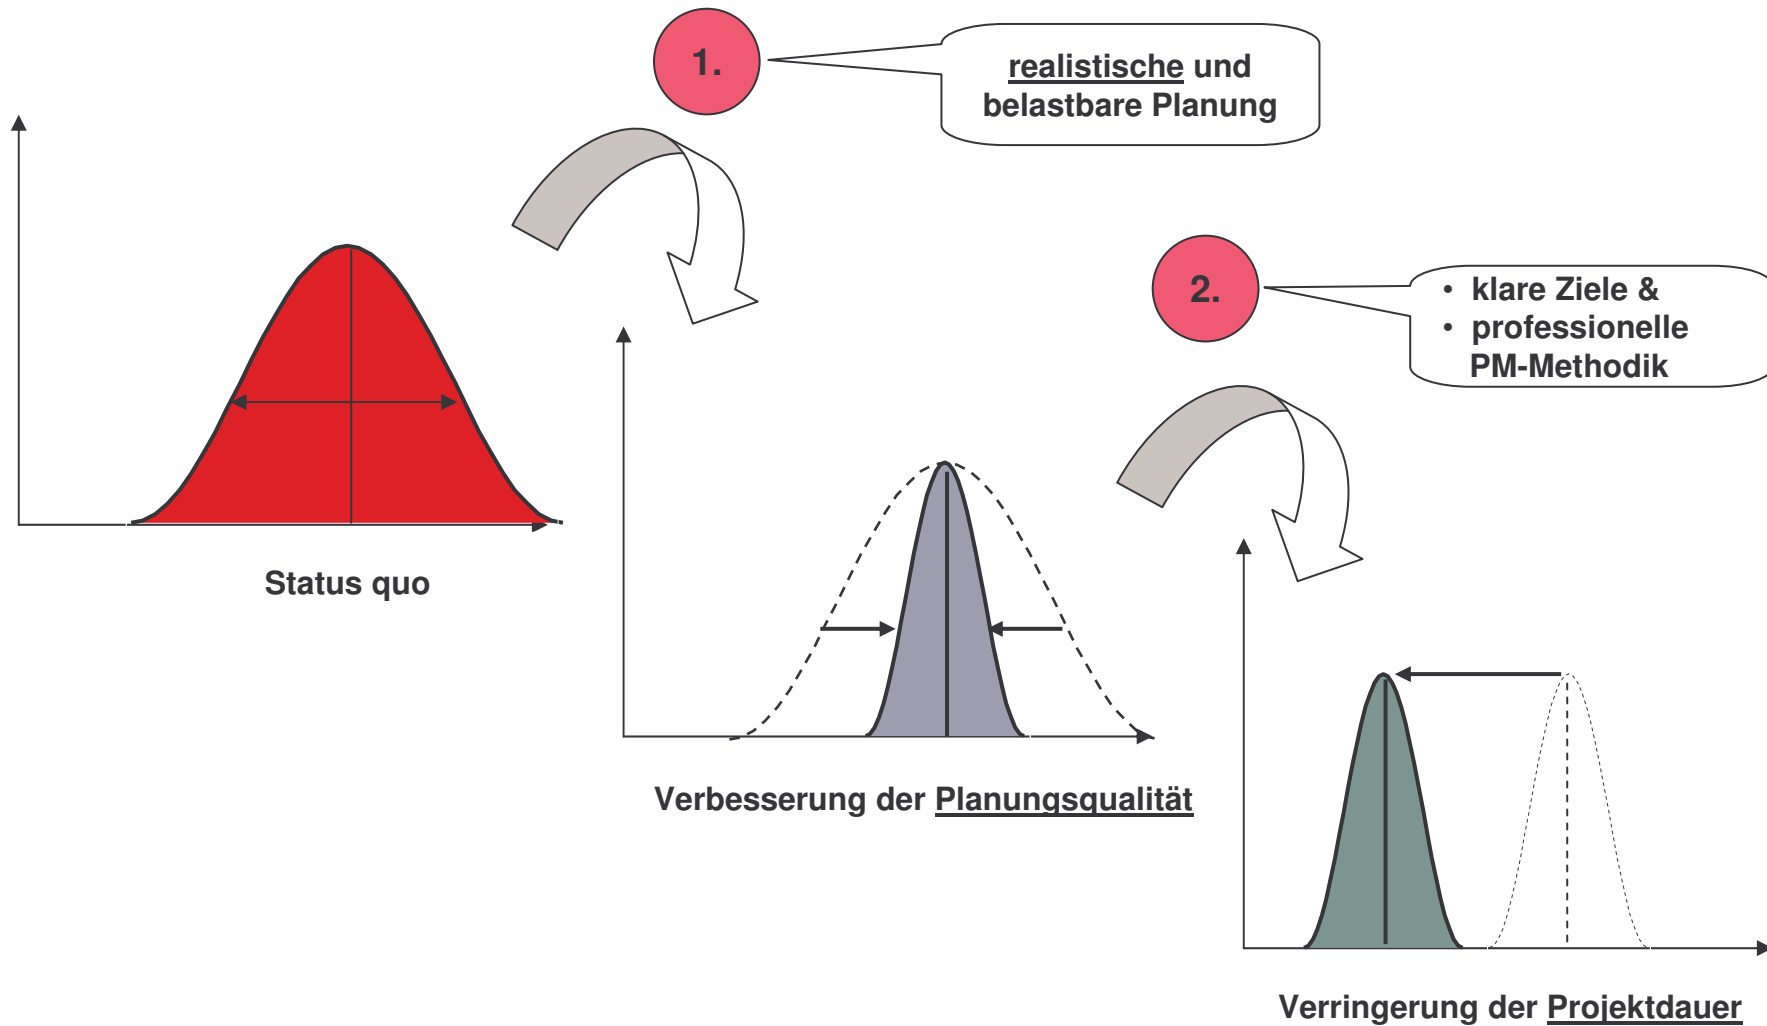 1.
realistische und
belastbare Planung
2.
• klare Ziele &
• professionelle
PM-Methodik
Status quo
Verbesserung der Planungsqualität
Verringerung der Projektdauer